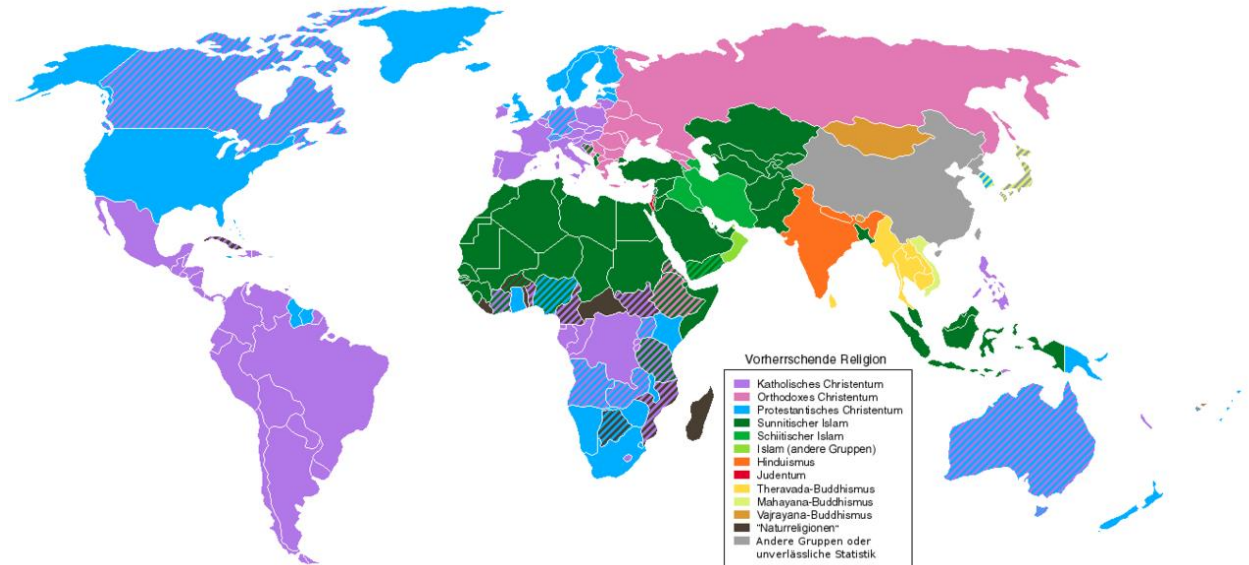 Vorherrschende Religion
Katholisches Christentum
Orthodoxes Christentum
Protestantisches Christentum
Sunnitischer Islam
Schiitischer Islam
Islam (andere Gruppen)
Hinduismus
Judentum
Theravada-Buddhismus
Mahayana-Buddhismus
Vajrayana-Buddhismus
"Naturreligionen"
Andere Gruppen oder
unverlässliche Statistik